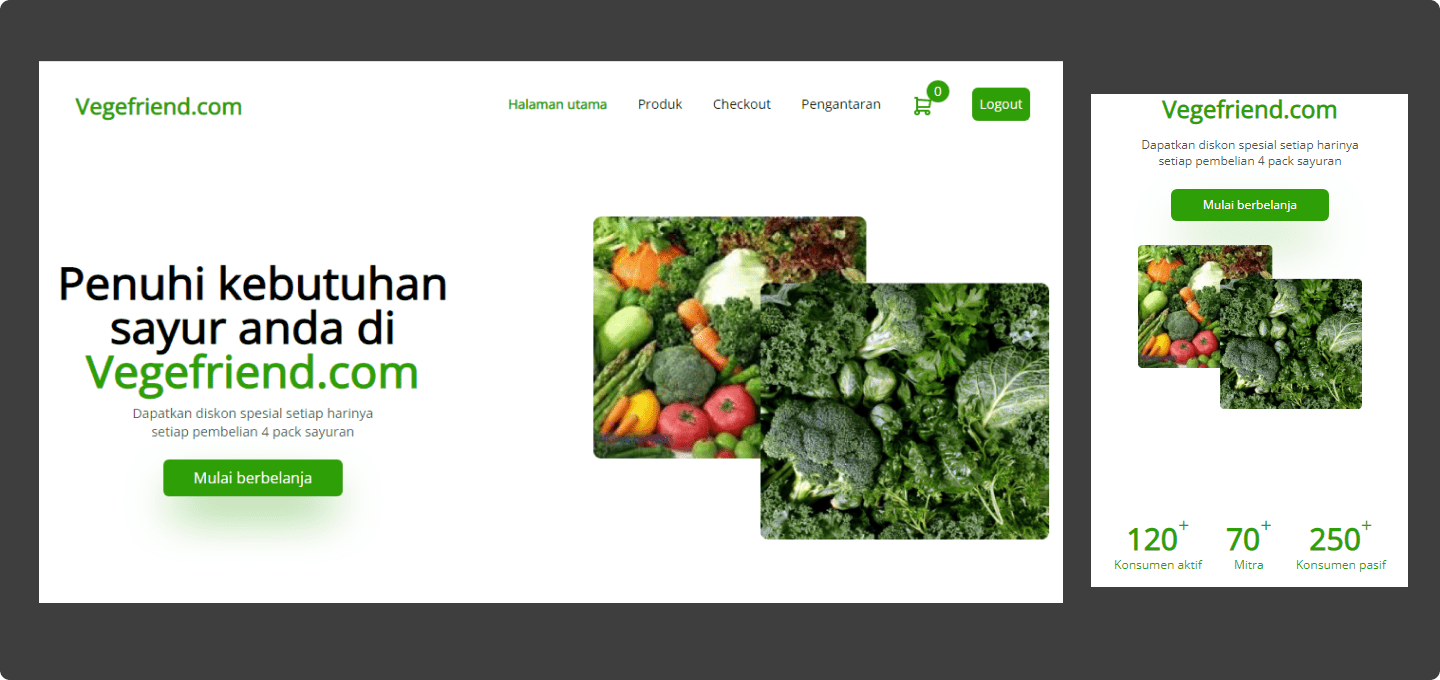 Vegefriend.com
Halaman utama
Produk
Checkout
Pengantaran
0
Logout
Penuhi kebutuhan
sayur anda di
Vegefriend.com
Dapatkan diskon spesial setiap harinya
setiap pembelian 4 pack sayuran
Mulai berbelanja
Vegefriend.com
Dapatkan diskon spesial setiap harinya
setiap pembelian 4 pack sayuran
Mulai berbelanja
120+
Konsumen aktif
70+
Mitra
250+
Konsumen pasif